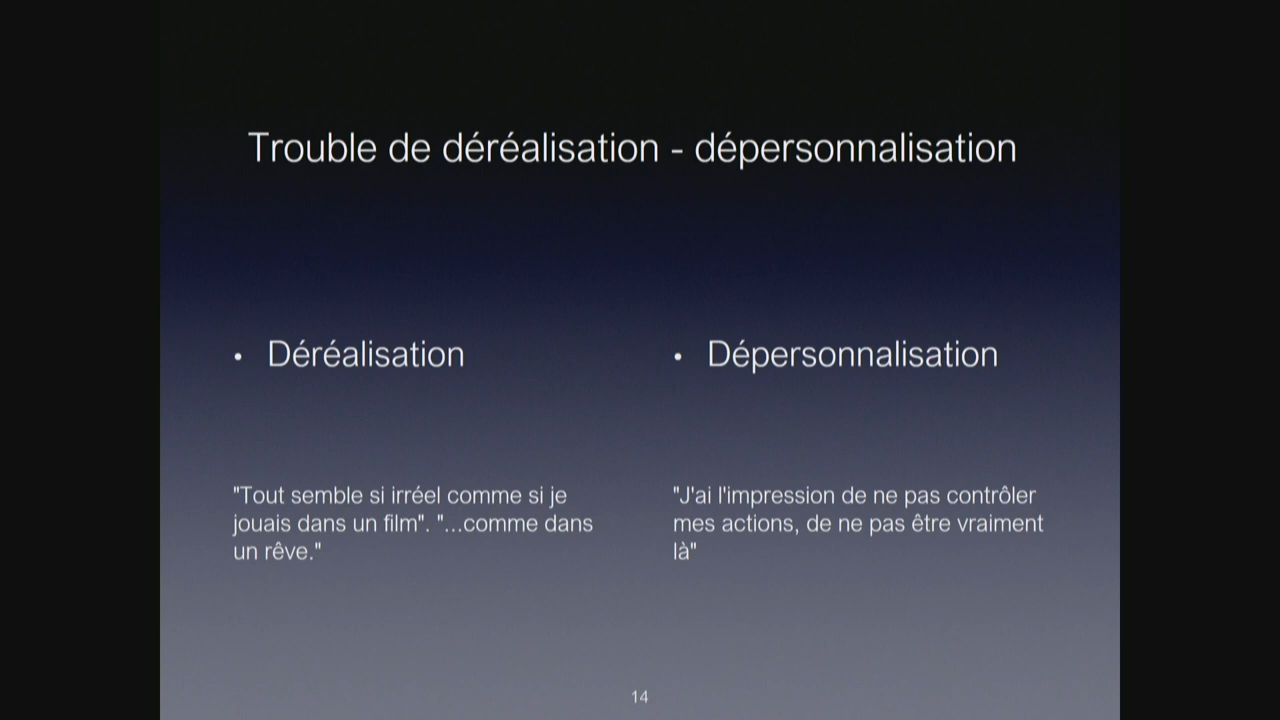 Trouble de déréalisation - dépersonnalisation
• Déréalisation
"Tout semble si irréel comme si je
jouais dans un film". "...comme dans
un rêve."
• Dépersonnalisation
"J'ai l'impression de ne pas contrôler
mes actions, de ne pas être vraiment
là"
14